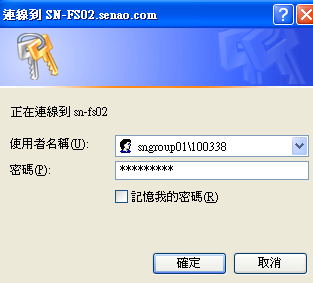 連線到 SN-FS02.senao.com
正在連線到 sn-fs02
使用者名稱(U):
sngroup01\100338
密碼(P):
*********
記憶我的密碼(R)
確定
取消